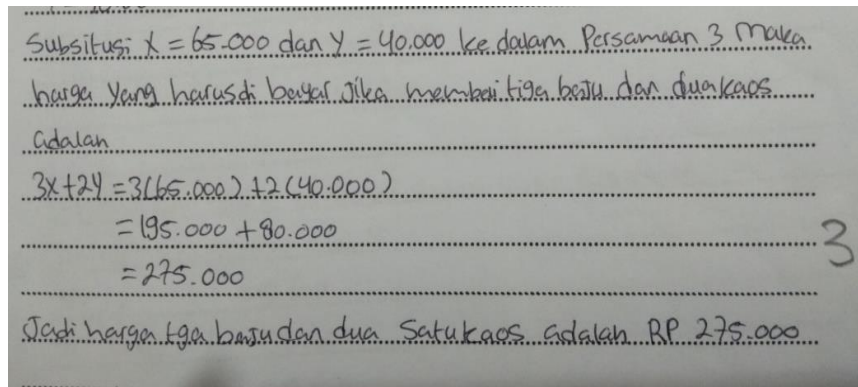 Subsitusi X = 65.000 dan Y = 40.000 ke dalam Persamaan 3 maka
harga yang harus di bayar jika membeli tiga baju dan dua kaos
adalah
3x+2y = 3(65.000) + 2(40.000)
= 195.000 + 80.000
= 275.000
3
Jadi harga tga baju dan dua satu kaos adalah RP 275.000